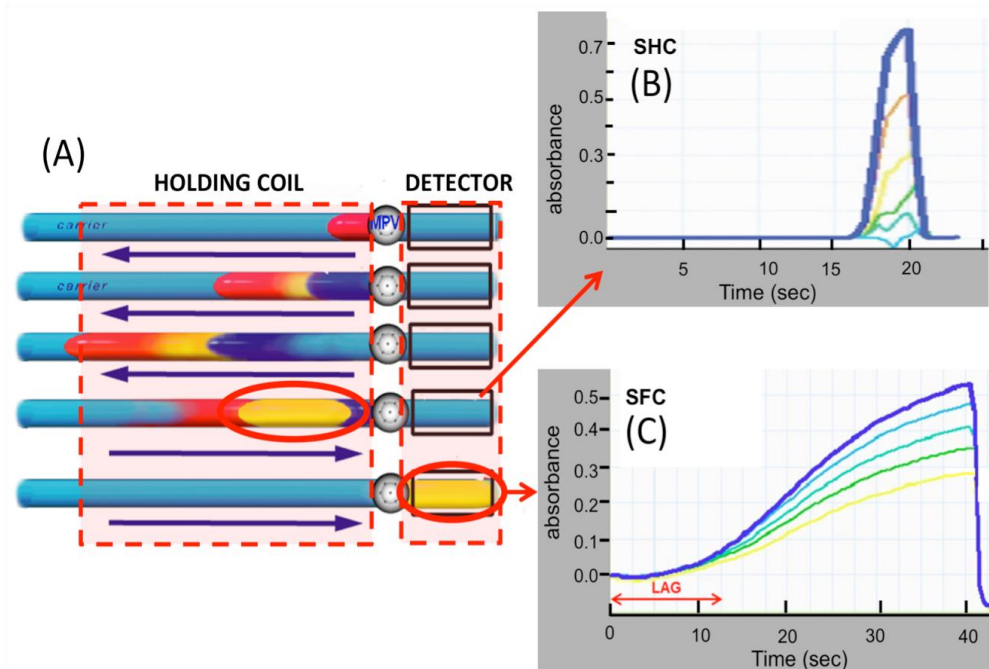 (A)
HOLDING COIL
DETECTOR
carrier
MPV
carrier
SHC
(B)
absorbance
0.7
0.5
0.3
0.0
5
10
15
20
Time (sec)
SFC
(C)
absorbance
0.5
0.4
0.3
0.2
0.1
0.0
LAG
0
10
20
30
40
Time (sec)